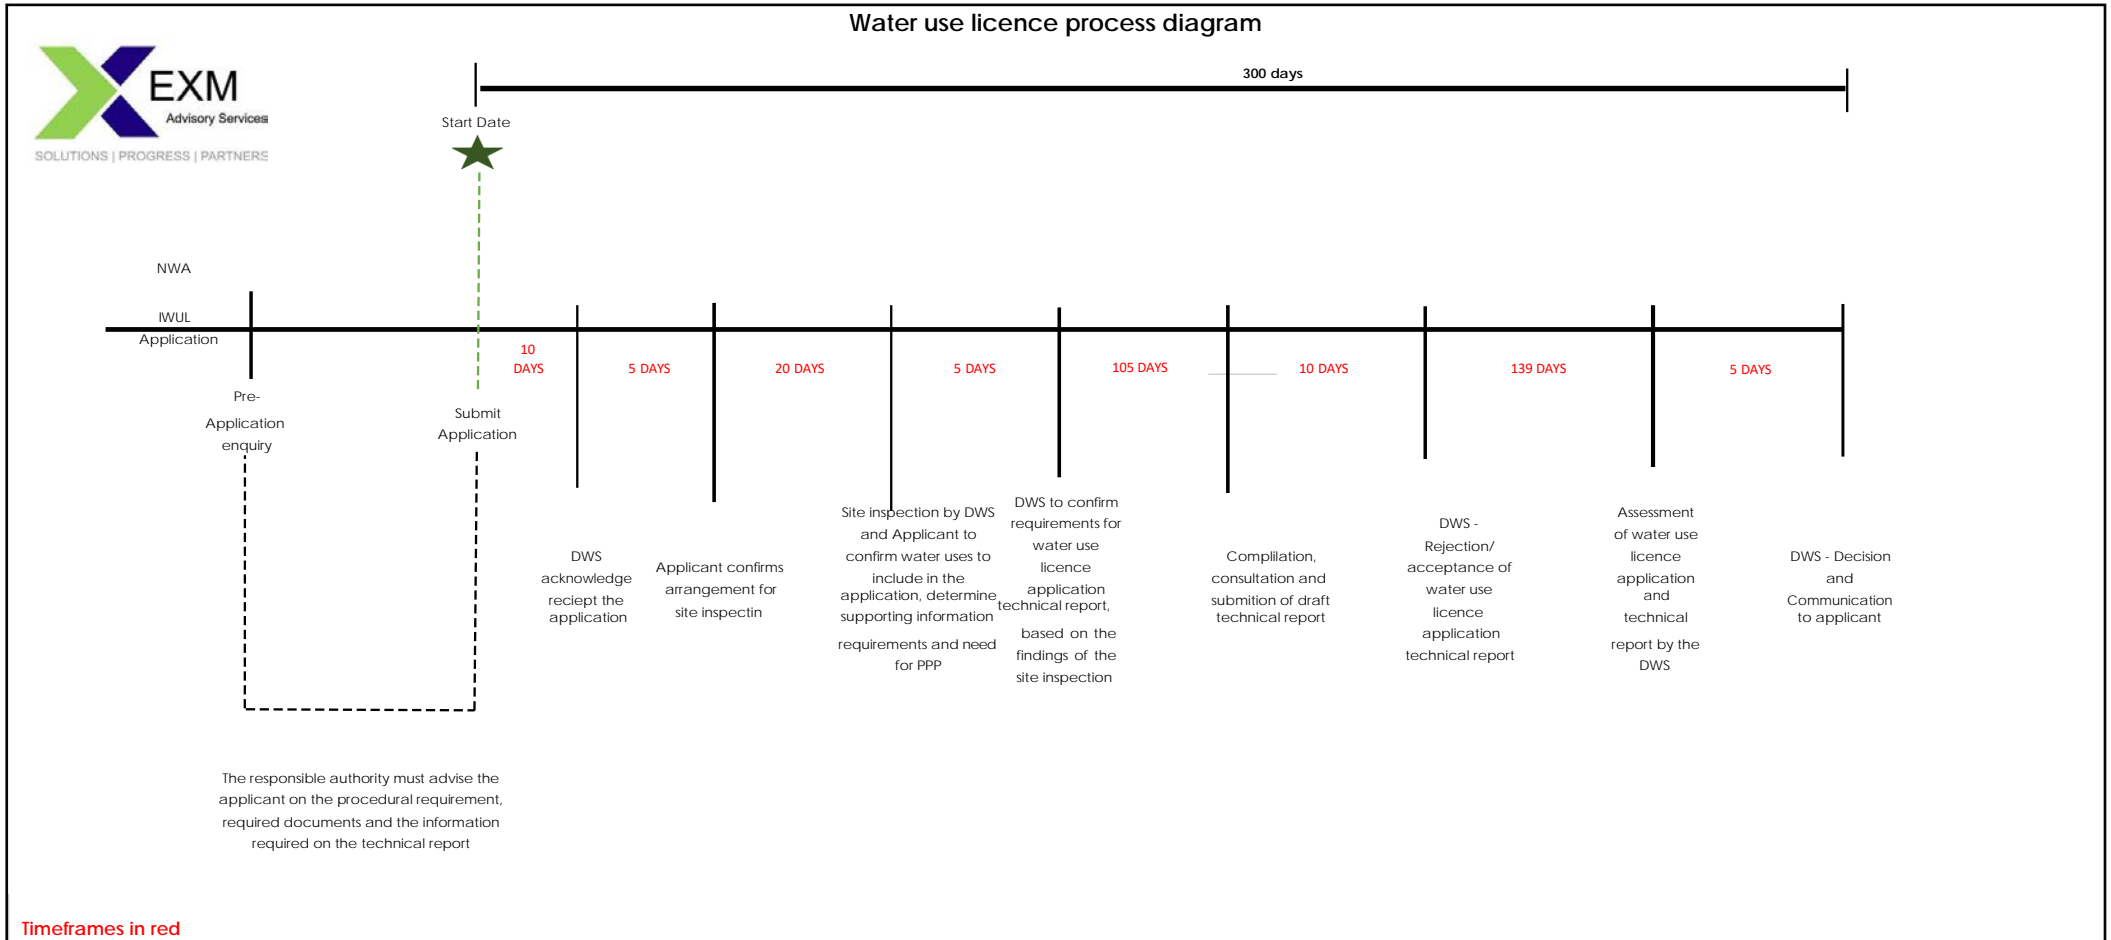 Water use licence process diagram
EXM
Advisory Services
SOLUTIONS | PROGRESS | PARTNERS
300 days
Start Date
NWA
IWUL
Application
10
DAYS
5 DAYS
20 DAYS
5 DAYS
105 DAYS
10 DAYS
139 DAYS
5 DAYS
Pre-
Application
enquiry
Submit
Application
DWS
acknowledge
reciept the
application
Applicant confirms
arrangement for
site inspectin
Site inspection by DWS
and Applicant to
confirm water uses to
include in the
application, determine
supporting information
requirements and need
for PPP
DWS to confirm
requirements for
water use
licence
application
technical report,
based on the
findings of the
site inspection
Complilation,
consultation and
submition of draft
technical report
DWS -
Rejection/
acceptance of
water use
licence
application
technical report
Assessment
of water use
licence
application
and
technical
report by the
DWS
DWS - Decision
and
Communication
to applicant
The responsible authority must advise the
applicant on the procedural requirement,
required documents and the information
required on the technical report
Timeframes in red